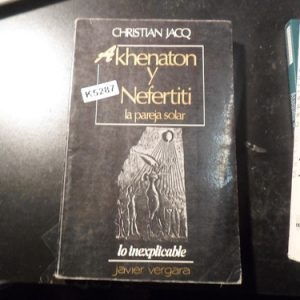 CHRISTIAN JACQ
Akhenaton
y
Nefertiti
K5287
la pareja solar
lo inexplicable
javier vergara